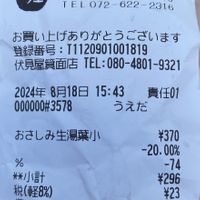 TEL072-622-2316
お買い上げありがとうございます
登録番号:T1120901001819
伏見屋箕面店 TEL:080-4801-9321
2024年 8月18日 15:43 責任01
000000#3578 うえだ
おさしみ生湯葉小 ¥370
-20.00%
% -74
**小計 ¥296
税(軽8%) ¥23